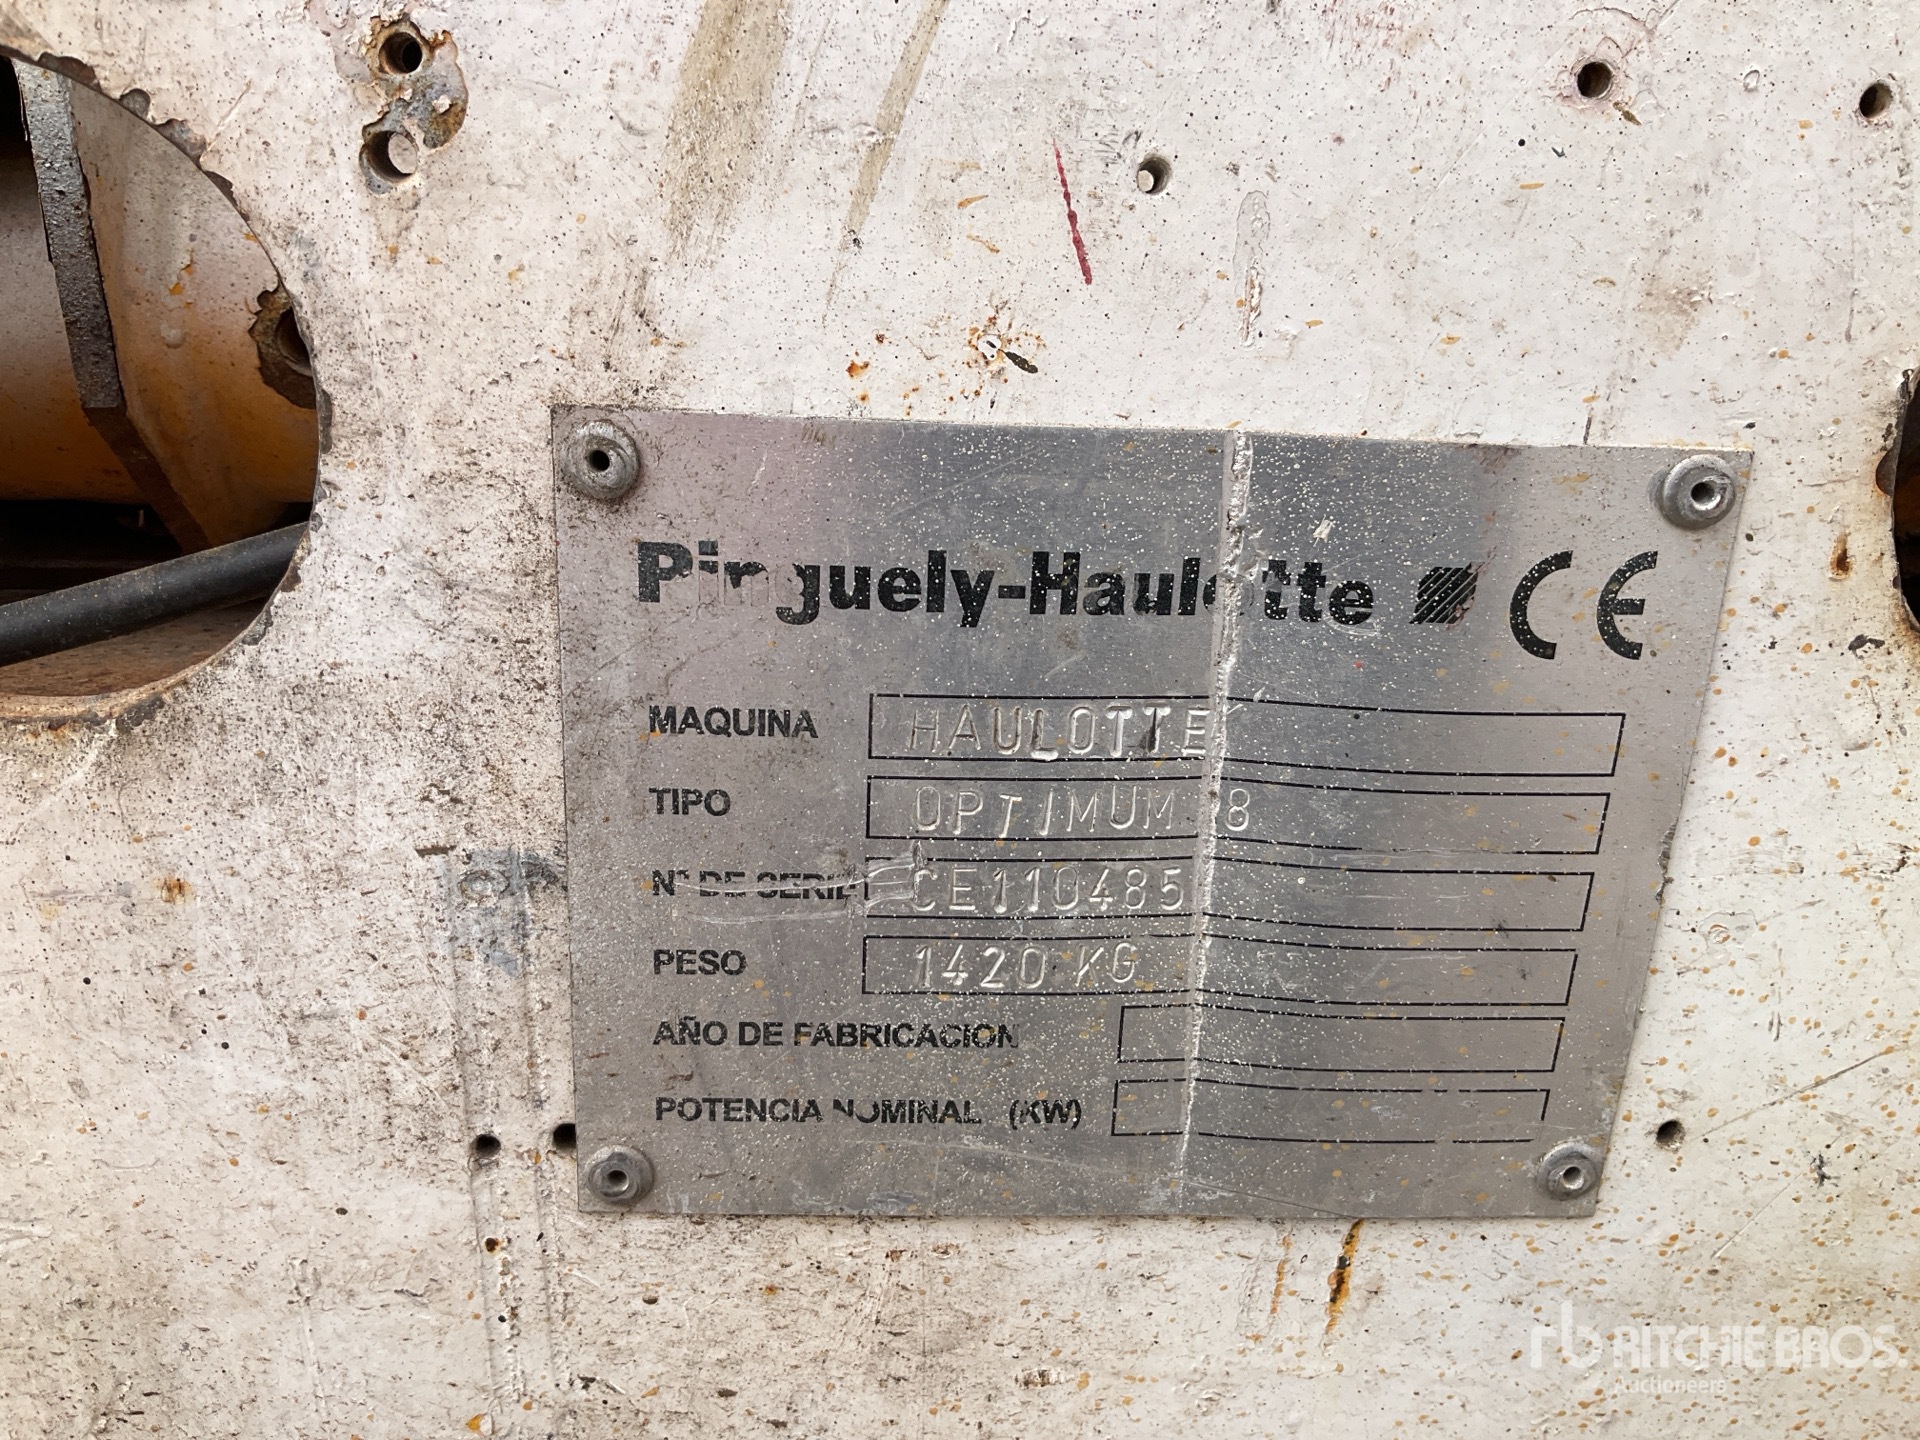 Pinguely-Haulotte CE
MAQUINA HAULOTTE
TIPO OPTIMUM 8
N° DE SERIE CE110485
PESO 1420 KG
AÑO DE FABRICACION
POTENCIA NOMINAL (KW)
rb RITCHIE BROS.
Auctioneers